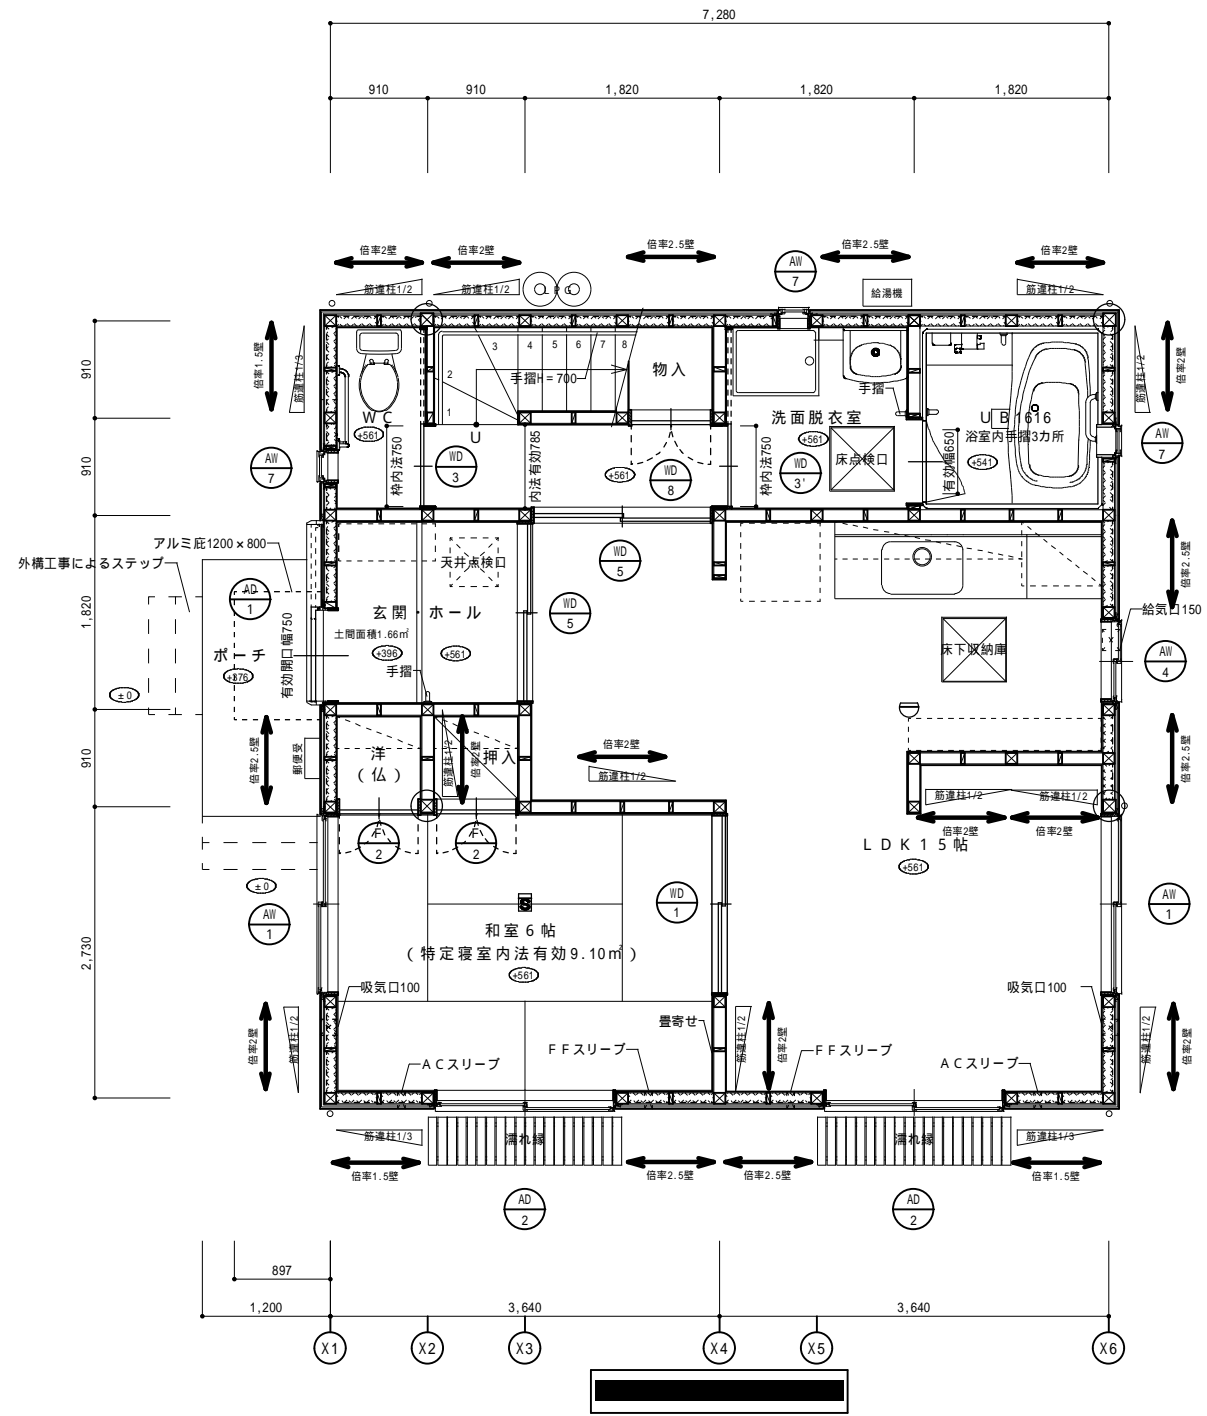 7,280
910
910
1,820
1,820
1,820
倍率2壁
倍率2壁
倍率2.5壁
AW
7
倍率2.5壁
倍率2壁
筋違柱1/2
筋違柱1/2
LPG
給湯機
筋違柱1/2
910
倍率1.5壁
筋違柱1/3
3
4
5
6
7
8
2
1
手摺H=700
物入
U
WC
+561
手摺
洗面脱衣室
+561
UB1616
浴室内手摺3カ所
+541
筋違柱1/2
倍率2壁
910
AW
7
枠内法750
WD
3
内法有効785
+561
WD
8
枠内法750
WD
3'
床点検口
有効幅650
AW
7
1,820
外構工事によるステップ
アルミ庇1200×800
AD
1
ポーチ
+376
±0
有効開口幅750
天井点検口
玄関・ホール
土間面積1.66㎡
+396
+561
手摺
WD
5
WD
5
床下収納庫
倍率2.5壁
給気口150
AW
4
910
倍率2.5壁
郵便受
洋
(仏)
筋違柱1/2
倍率2壁
押入
倍率2壁
筋違柱1/2
筋違柱1/2
筋違柱1/2
倍率2壁
倍率2壁
倍率2.5壁
LDK15帖
+561
±0
F
2
F
2
2,730
AW
1
WD
1
AW
1
和室6帖
(特定寝室内法有効9.10㎡)
+561
S
吸気口100
吸気口100
畳寄せ
倍率2壁
筋違柱1/2
筋違柱1/2
倍率2壁
筋違柱1/2
倍率2壁
ACスリーブ
FFスリーブ
FFスリーブ
ACスリーブ
筋違柱1/3
濡れ縁
濡れ縁
筋違柱1/3
倍率1.5壁
倍率2.5壁
倍率2.5壁
倍率1.5壁
AD
2
AD
2
897
1,200
3,640
3,640
X1
X2
X3
X4
X5
X6